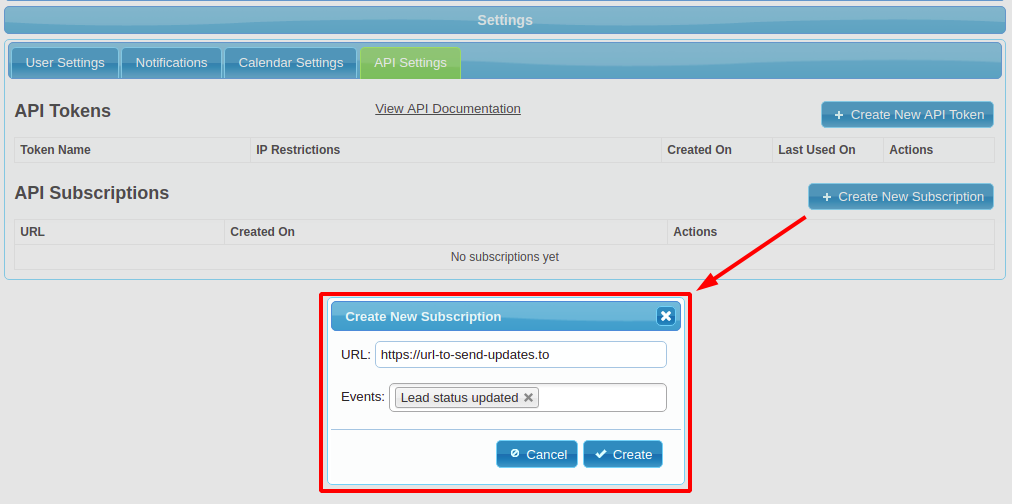 Settings
User Settings Notifications Calendar Settings API Settings
API Tokens View API Documentation + Create New API Token
Token Name IP Restrictions Created On Last Used On Actions
API Subscriptions + Create New Subscription
URL Created On Actions
No subscriptions yet
Create New Subscription
URL: https://url-to-send-updates.to
Events: Lead status updated
Cancel Create